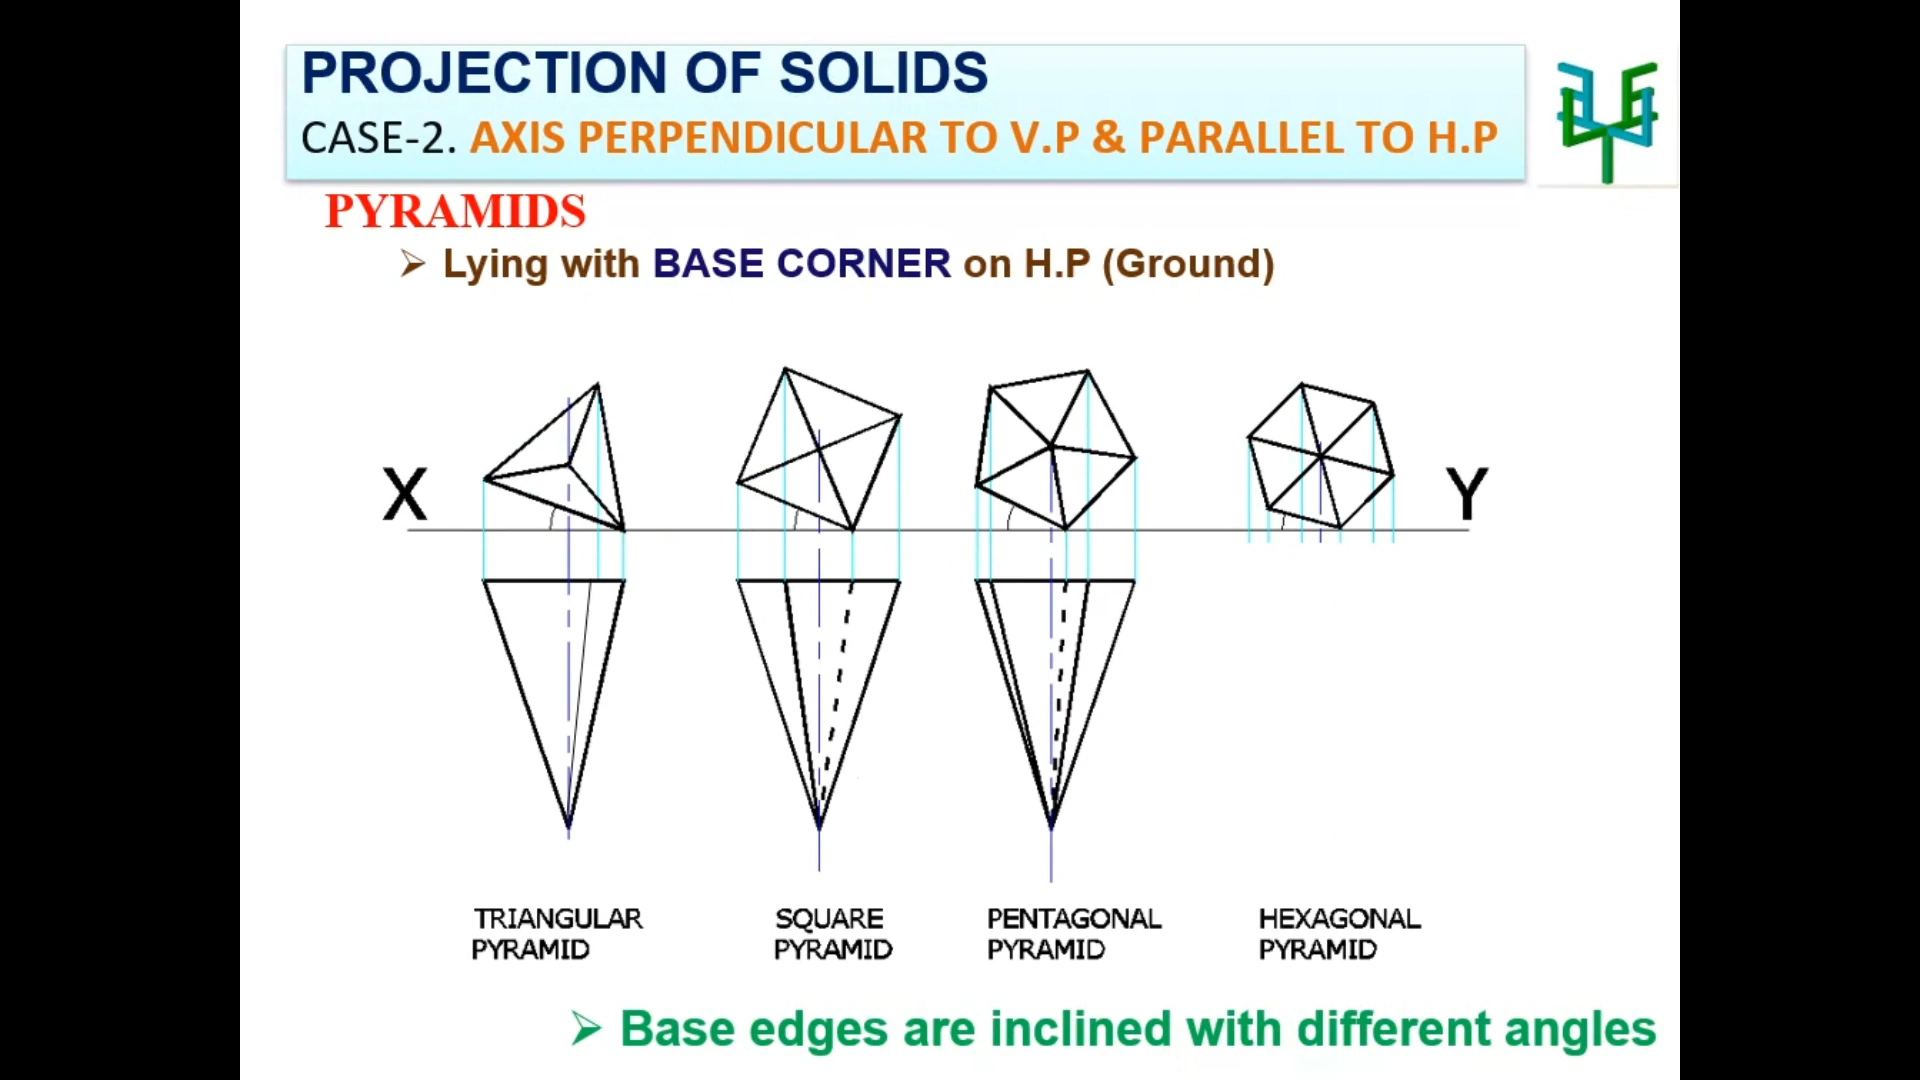 PROJECTION OF SOLIDS
CASE-2. AXIS PERPENDICULAR TO V.P & PARALLEL TO H.P
PYRAMIDS
➢ Lying with BASE CORNER on H.P (Ground)
X
Y
TRIANGULAR
PYRAMID
SQUARE
PYRAMID
PENTAGONAL
PYRAMID
HEXAGONAL
PYRAMID
➢ Base edges are inclined with different angles